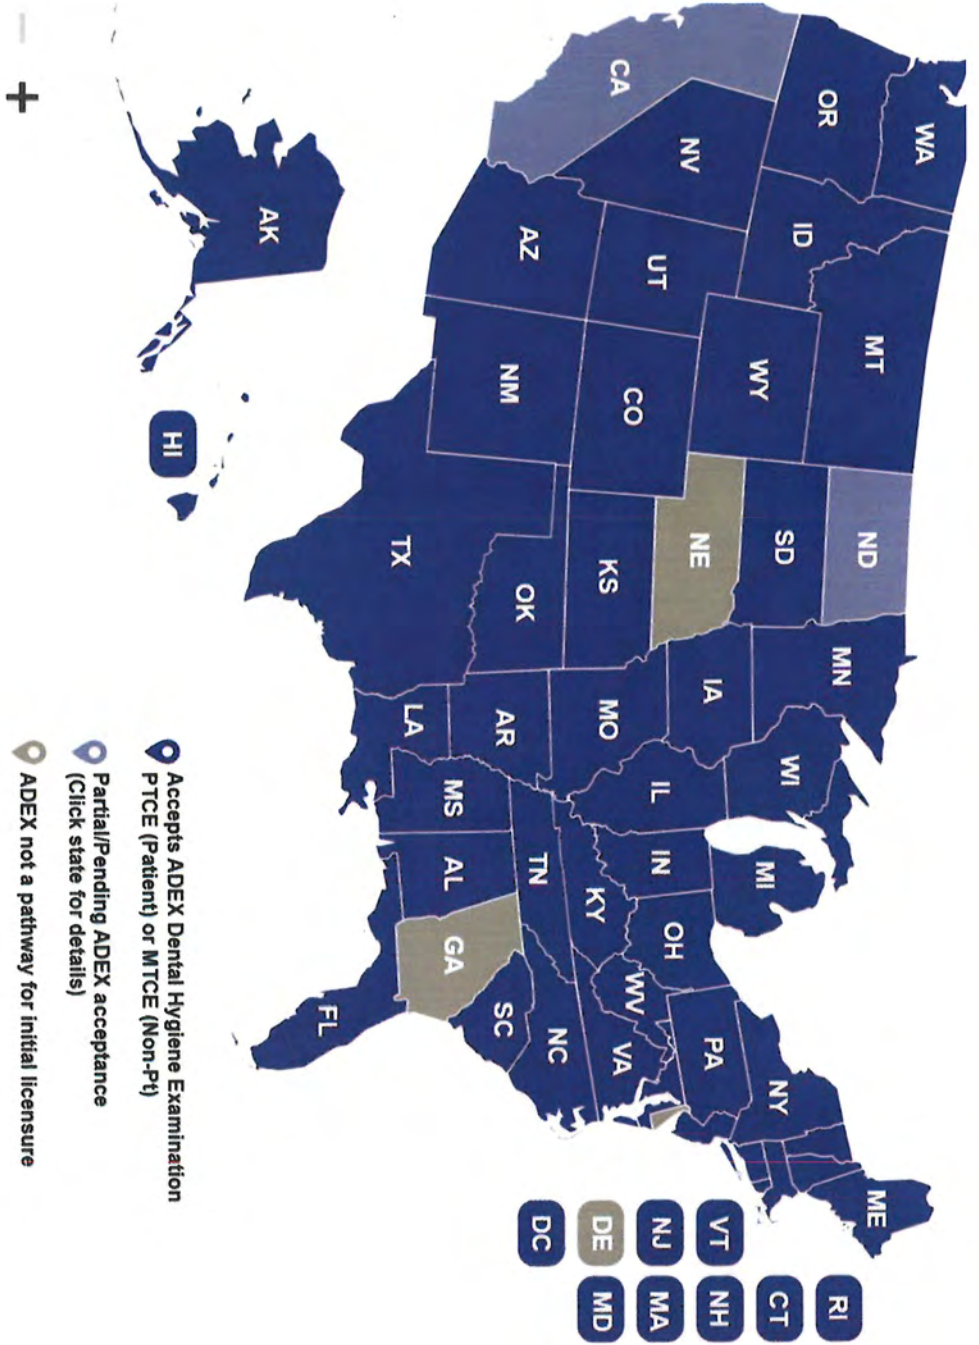 WA
OR
CA
NV
ID
MT
WY
UT
AZ
CO
NM
ND
SD
NE
KS
OK
TX
MN
IA
MO
AR
LA
WI
IL
MS
MI
IN
KY
TN
AL
OH
WV
GA
FL
SC
NC
VA
PA
NY
ME
AK
HI
VT
RI
NJ
NH
CT
DE
MA
DC
MD
Accepts ADEX Dental Hygiene Examination
PTCE (Patient) or MTCE (Non-Pt)
Partial/Pending ADEX acceptance
(Click state for details)
ADEX not a pathway for initial licensure
− +